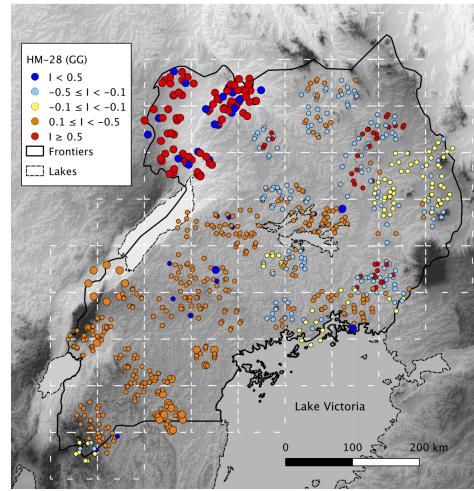 HM-28 (GG)
I < 0.5
-0.5 ≤ I < -0.1
-0.1 ≤ I < -0.1
0.1 ≤ I < -0.5
I ≥ 0.5
Frontiers
Lakes
Lake Victoria
0 100 200 km